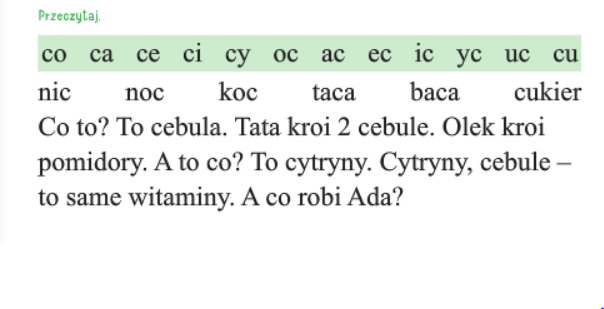 Przeczytaj.
co ca ce ci cy oc ac ec ic yc uc cu
nic noc koc taca baca cukier
Co to? To cebula. Tata kroi 2 cebule. Olek kroi
pomidory. A to co? To cytryny. Cytryny, cebule –
to same witaminy. A co robi Ada?